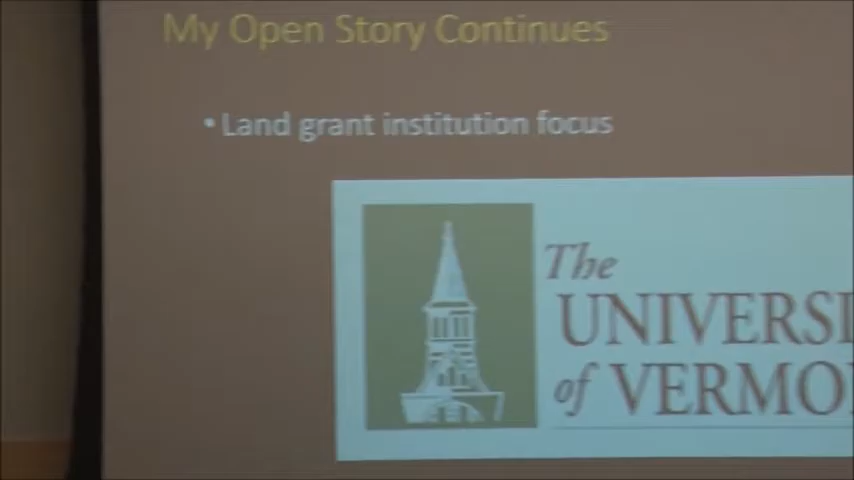 My Open Story Continues
• Land grant institution focus
The
UNIVERSI
of VERMO